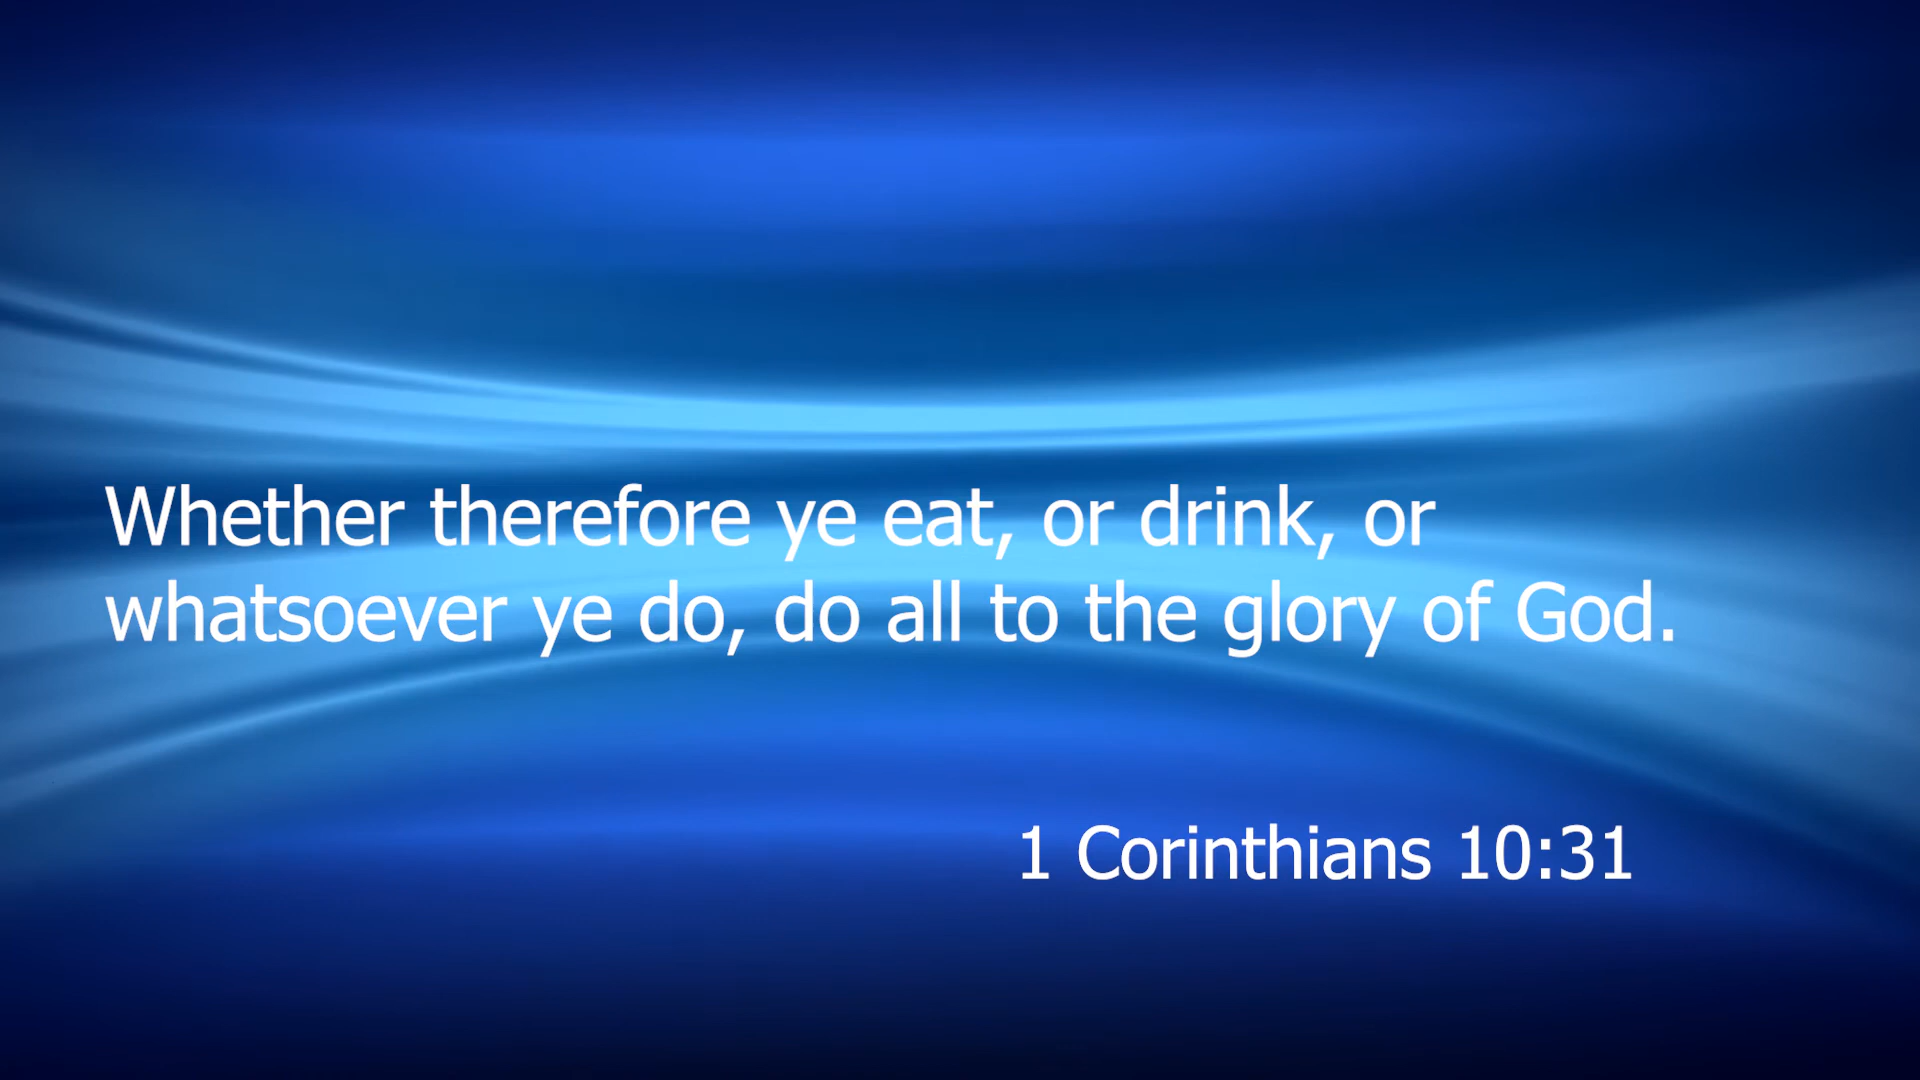 Whether therefore ye eat, or drink, or
whatsoever ye do, do all to the glory of God.
1 Corinthians 10:31